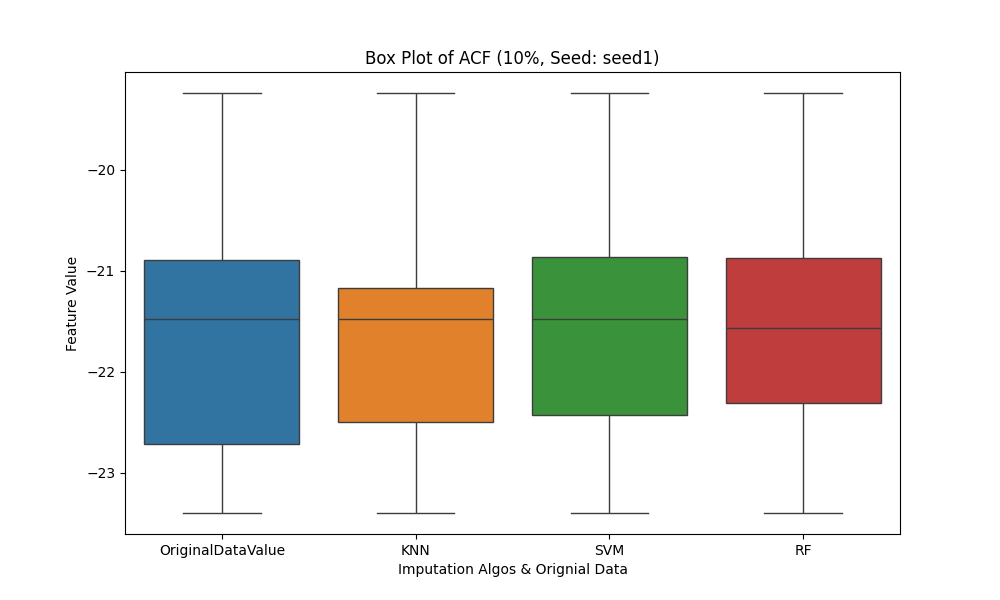 Box Plot of ACF (10%, Seed: seed1)
−20
−21
−22
−23
Feature Value
OriginalDataValue KNN SVM RF
Imputation Algos & Orignial Data